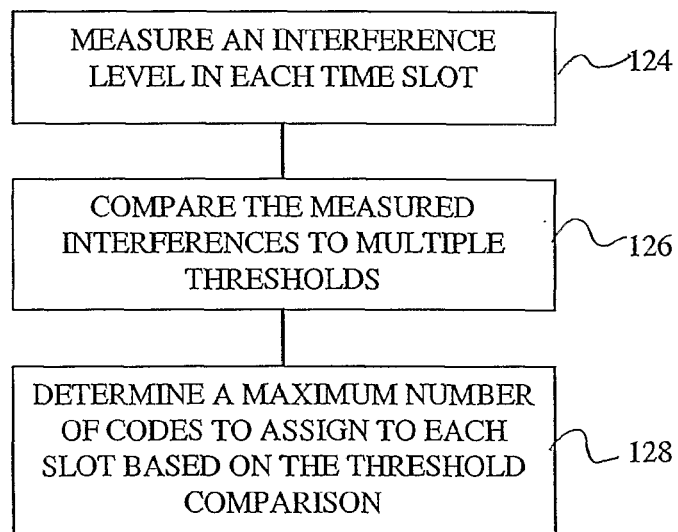 MEASURE AN INTERFERENCE
LEVEL IN EACH TIME SLOT
124
COMPARE THE MEASURED
INTERFERENCES TO MULTIPLE
THRESHOLDS
126
DETERMINE A MAXIMUM NUMBER
OF CODES TO ASSIGN TO EACH
SLOT BASED ON THE THRESHOLD
COMPARISON
128